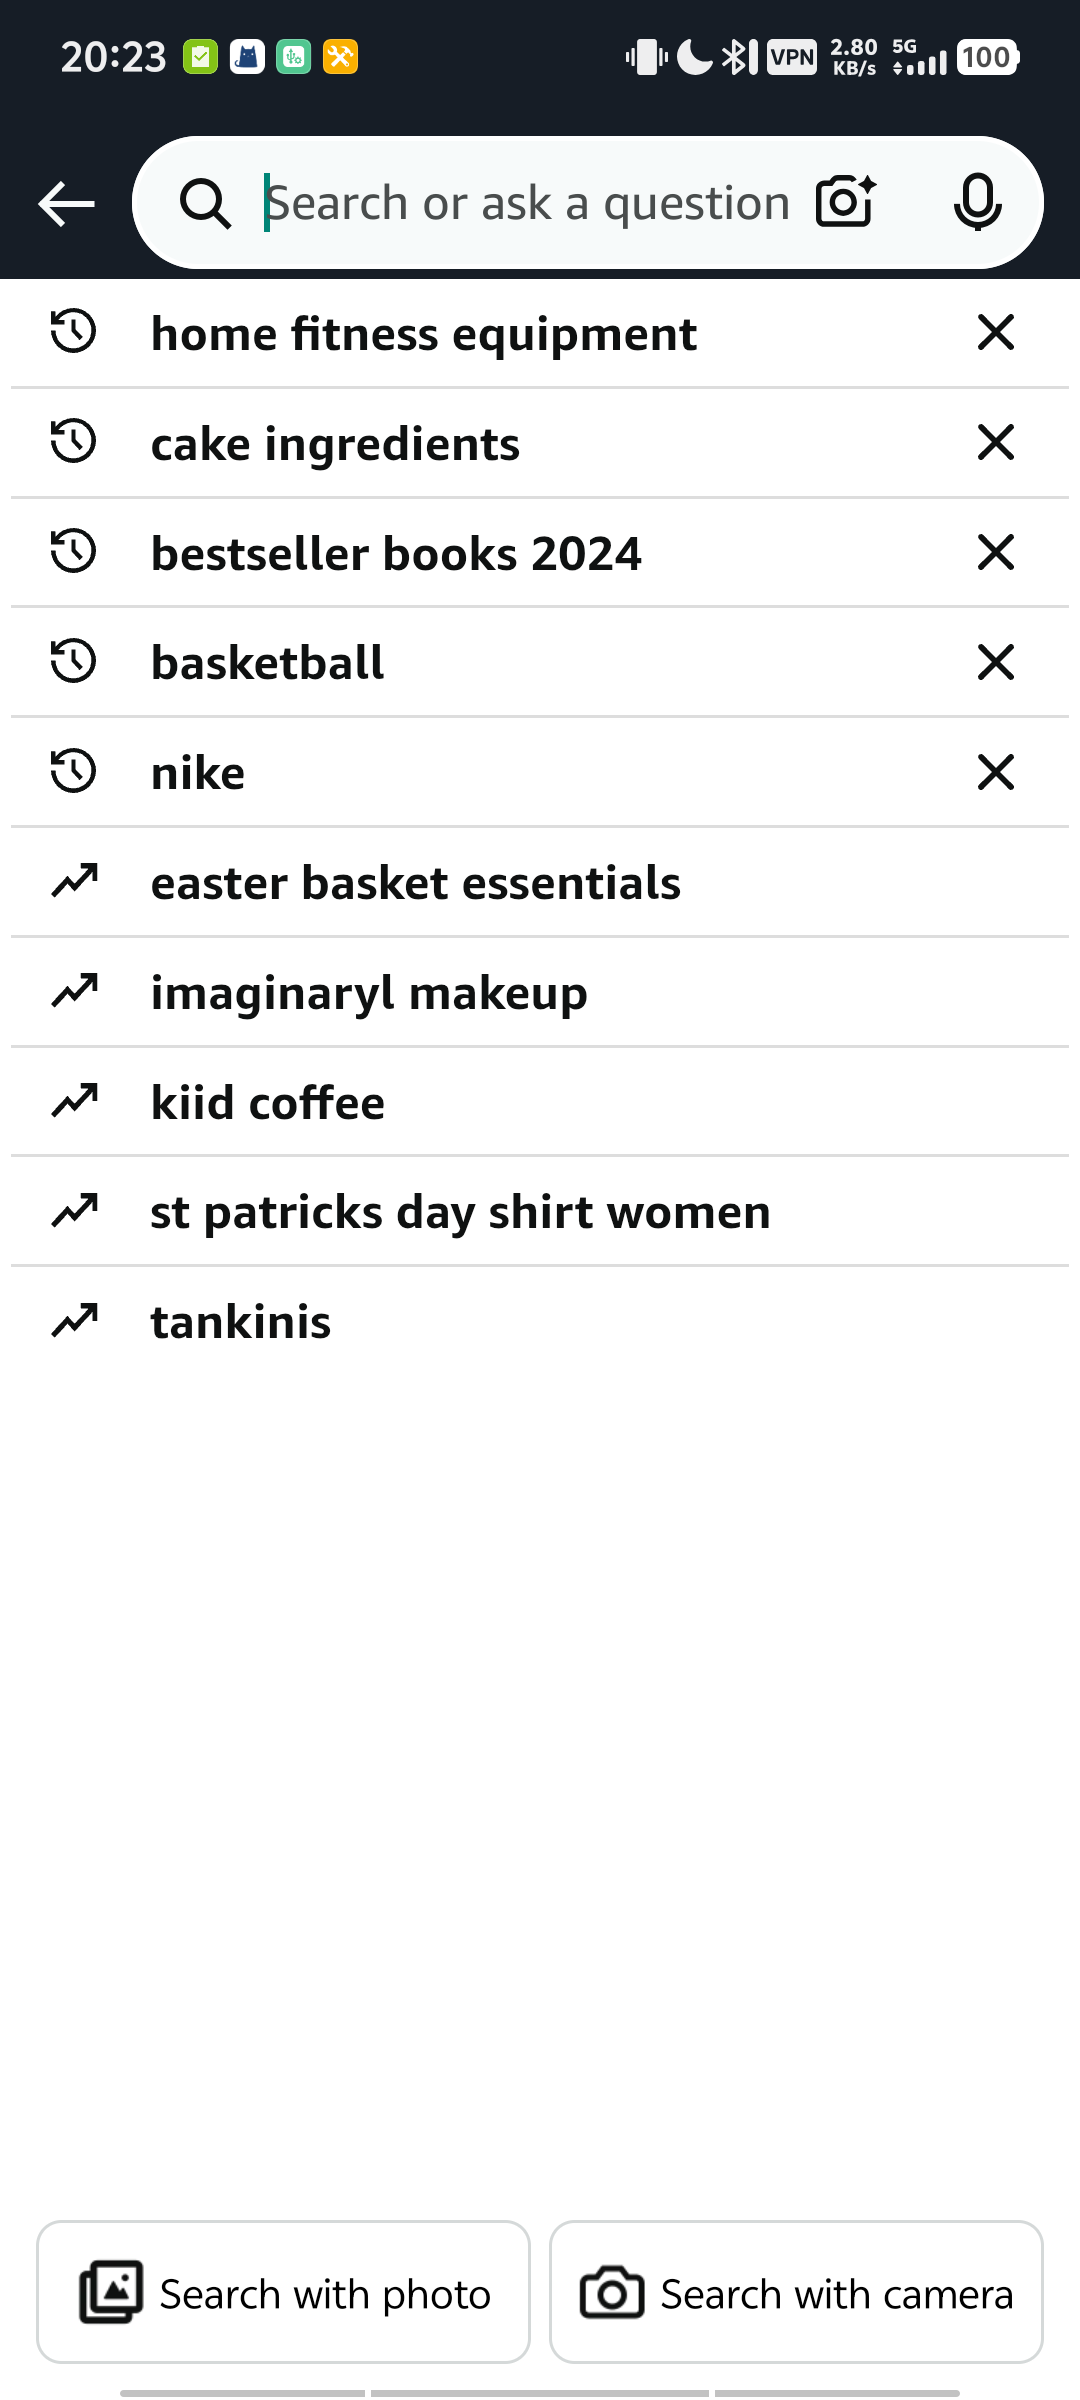 20:23
VPN
2.80
KB/s
5G
100
Search or ask a question
home fitness equipment
cake ingredients
bestseller books 2024
basketball
nike
easter basket essentials
imaginaryl makeup
kiid coffee
st patricks day shirt women
tankinis
Search with photo
Search with camera